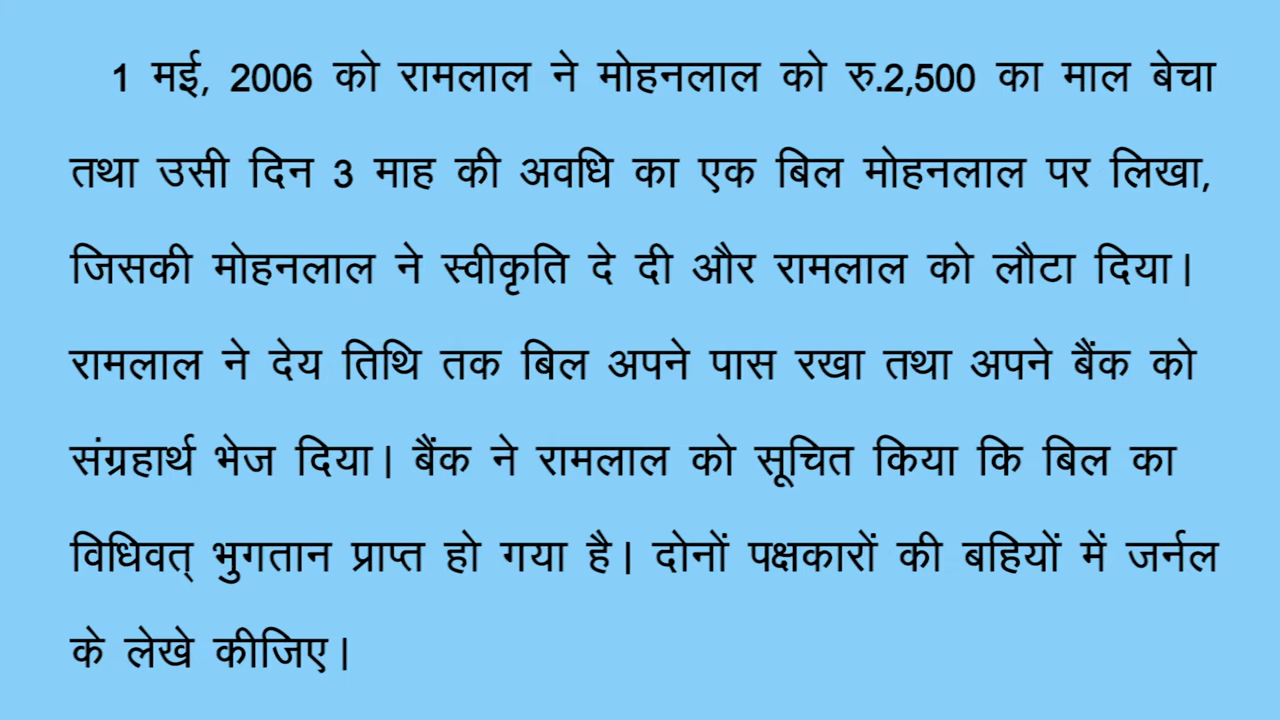 1 मई, 2006 को रामलाल ने मोहनलाल को रु.2,500 का माल बेचा
तथा उसी दिन 3 माह की अवधि का एक बिल मोहनलाल पर लिखा,
जिसकी मोहनलाल ने स्वीकृति दे दी और रामलाल को लौटा दिया।
रामलाल ने देय तिथि तक बिल अपने पास रखा तथा अपने बैंक को
संग्रहार्थ भेज दिया। बैंक ने रामलाल को सूचित किया कि बिल का
विधिवत् भुगतान प्राप्त हो गया है। दोनों पक्षकारों की बहियों में जर्नल
के लेखे कीजिए।